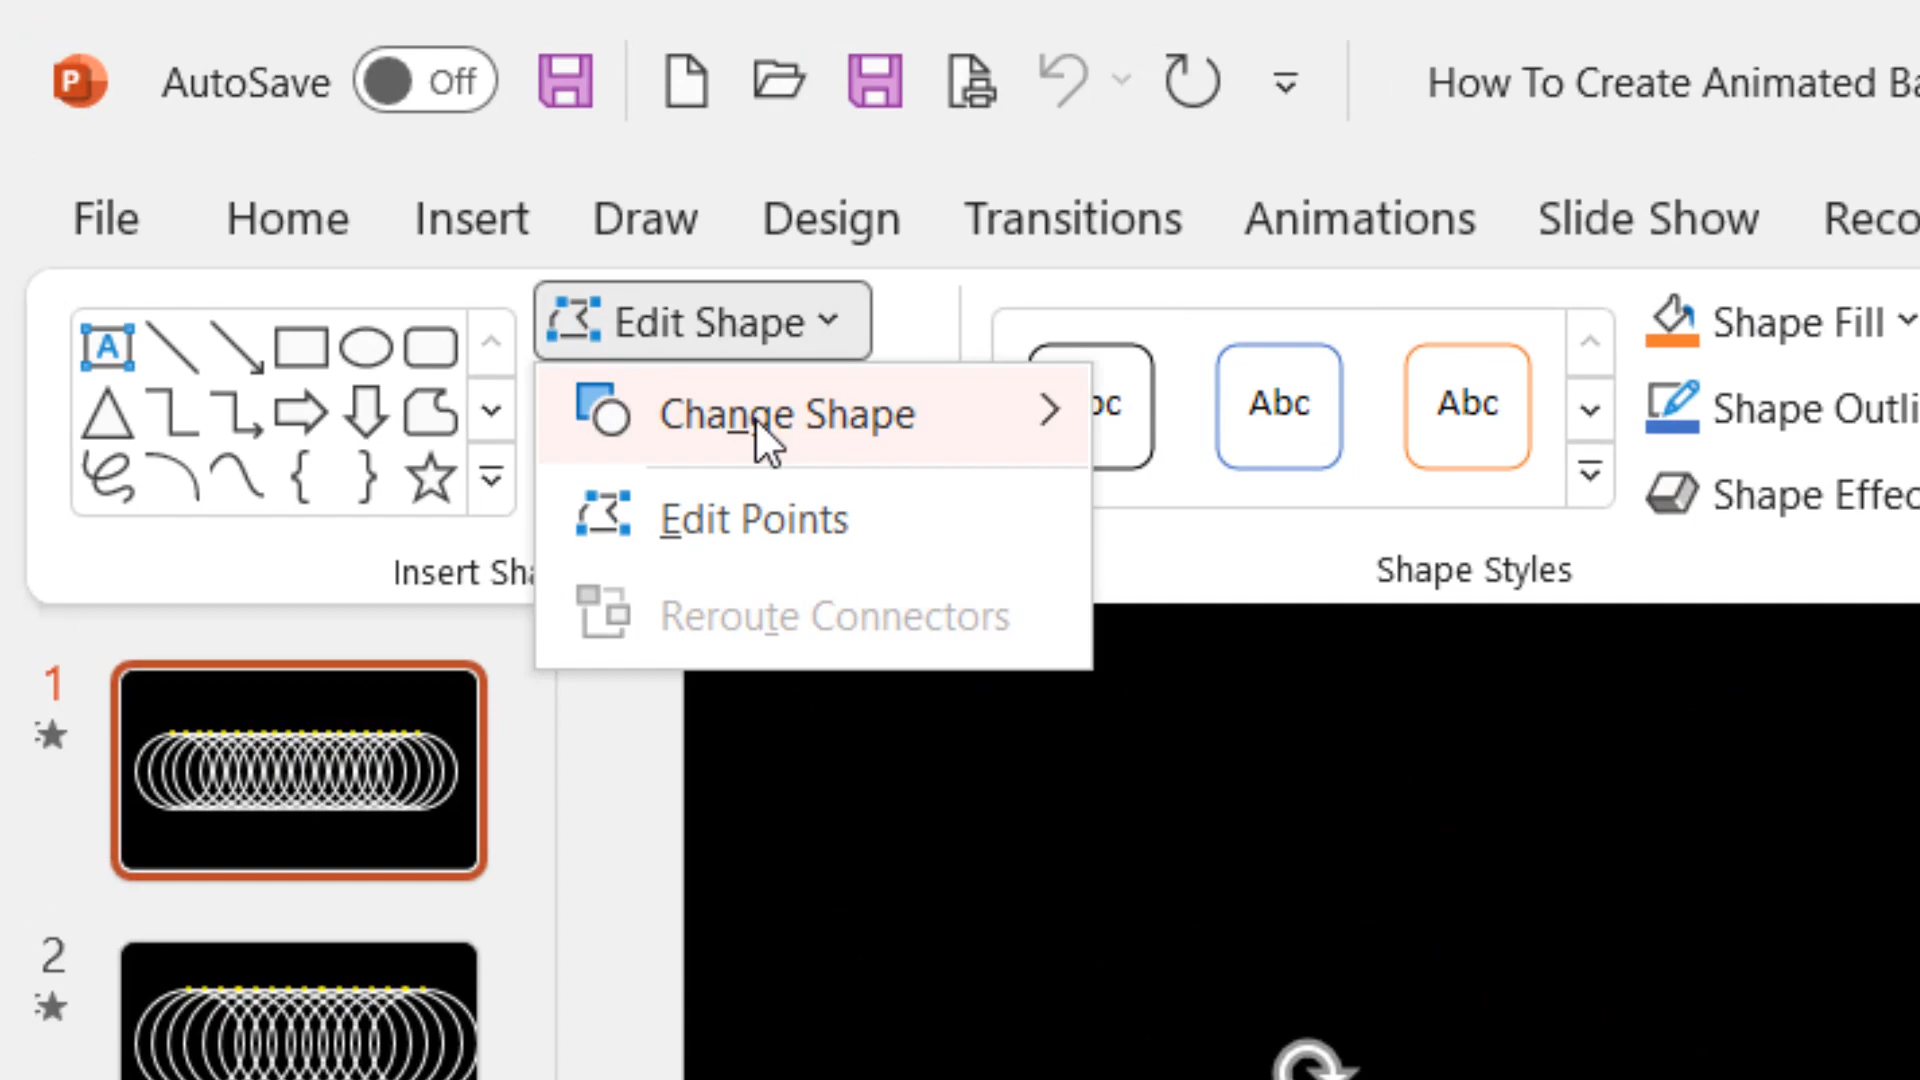 P
AutoSave Off
How To Create Animated Ba
File Home Insert Draw Design Transitions Animations Slide Show Reco
A
Edit Shape
Change Shape
Edit Points
Reroute Connectors
Insert Sha
bc Abc Abc
Shape Fill
Shape Outli
Shape Effec
Shape Styles
1
2